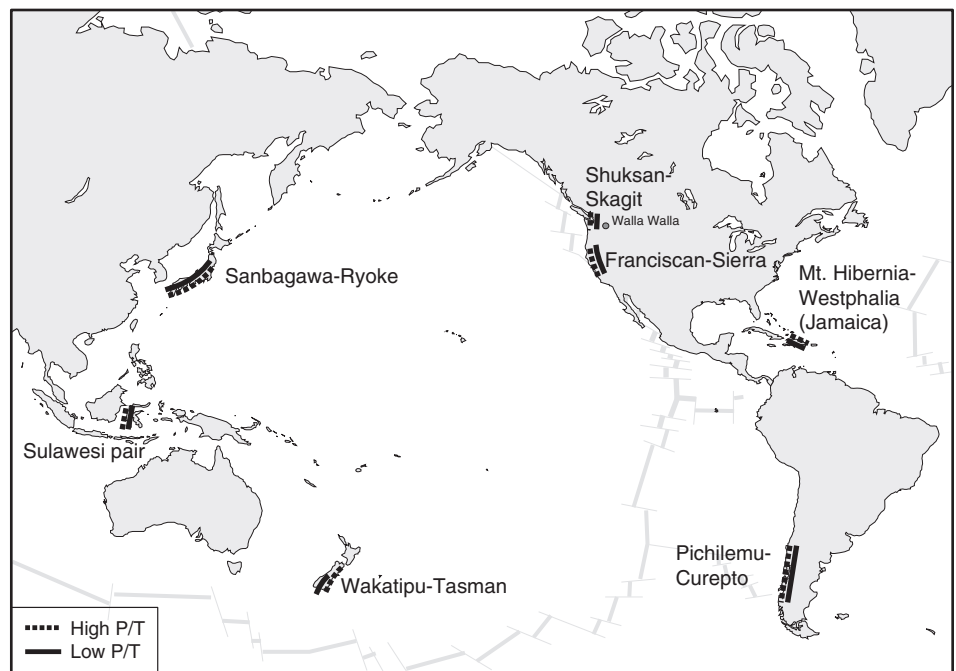 Shuksan-
Skagit
Walla Walla
Franciscan-Sierra
Sanbagawa-Ryoke
Mt. Hibernia-
Westphalia
(Jamaica)
Sulawesi pair
Wakatipu-Tasman
Pichilemu-
Curepto
High P/T
Low P/T